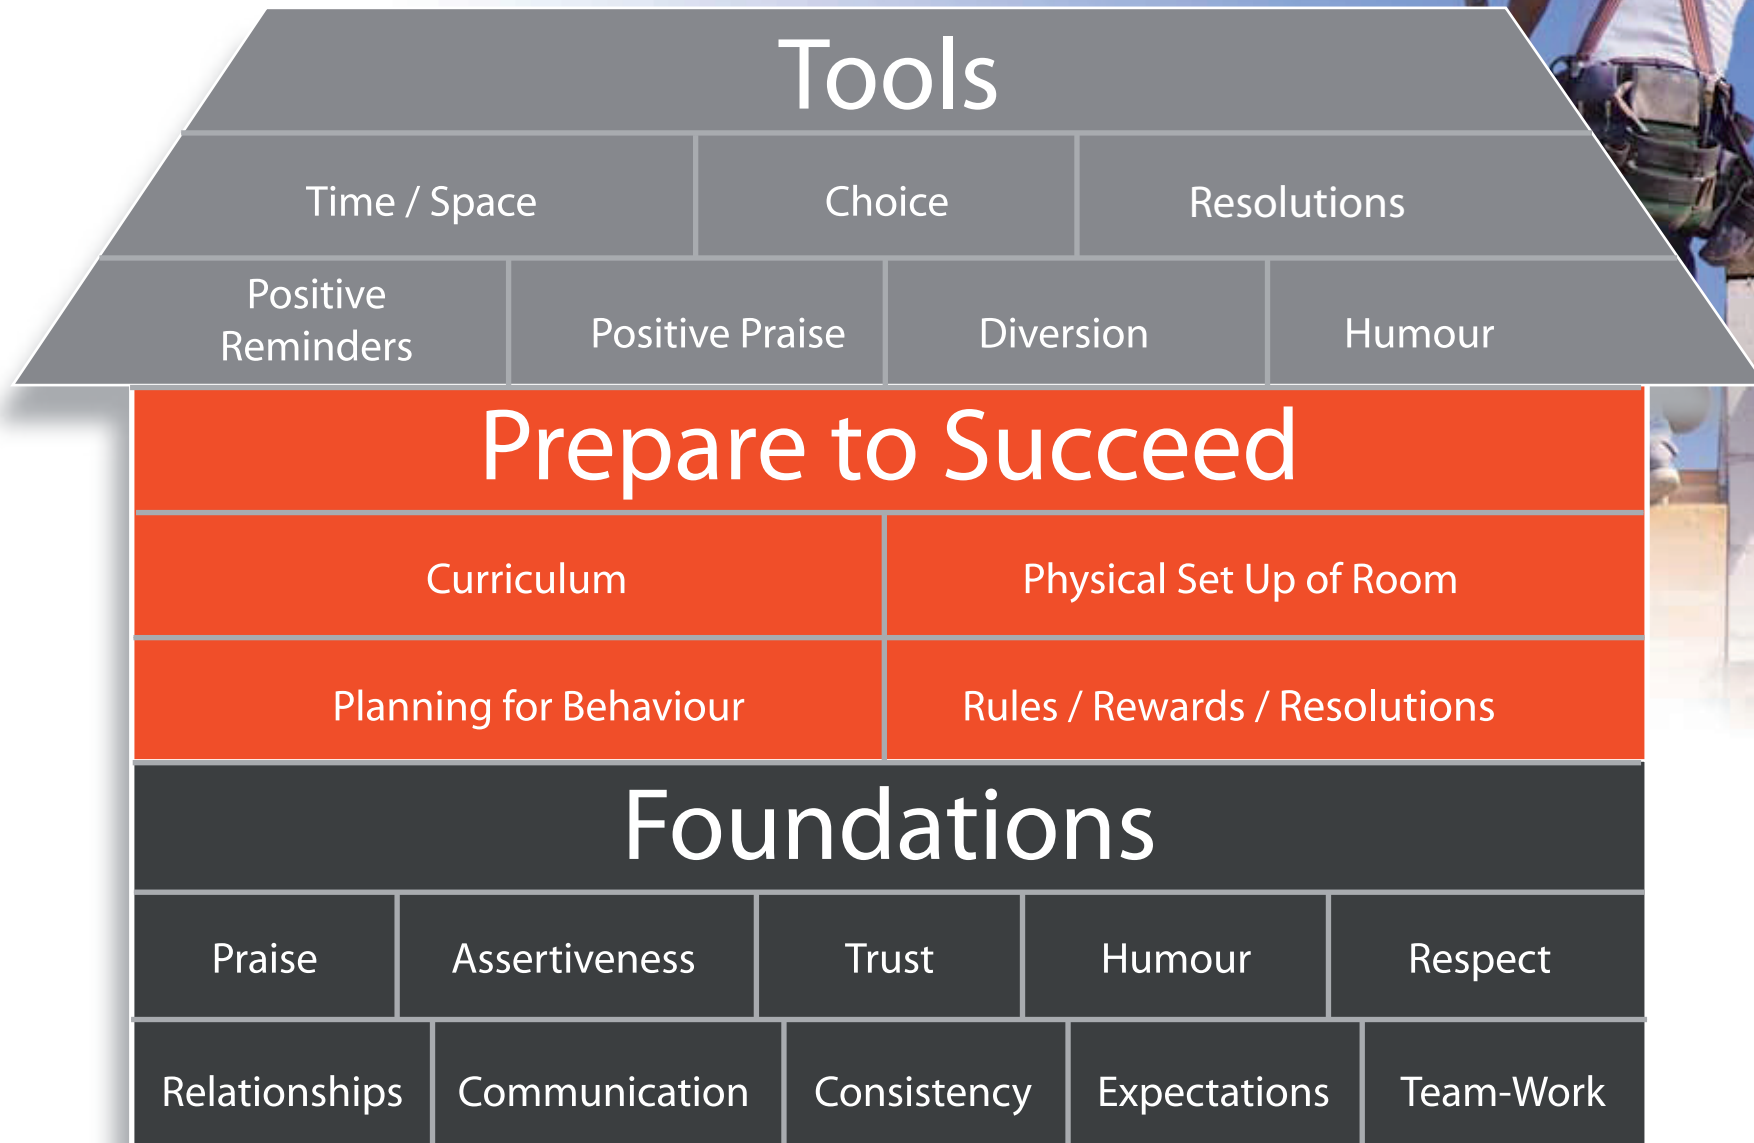 Tools
Time / Space
Choice
Resolutions
Positive
Reminders
Positive Praise
Diversion
Humour
Prepare to Succeed
Curriculum
Physical Set Up of Room
Planning for Behaviour
Rules / Rewards / Resolutions
Foundations
Praise
Assertiveness
Trust
Humour
Respect
Relationships
Communication
Consistency
Expectations
Team-Work